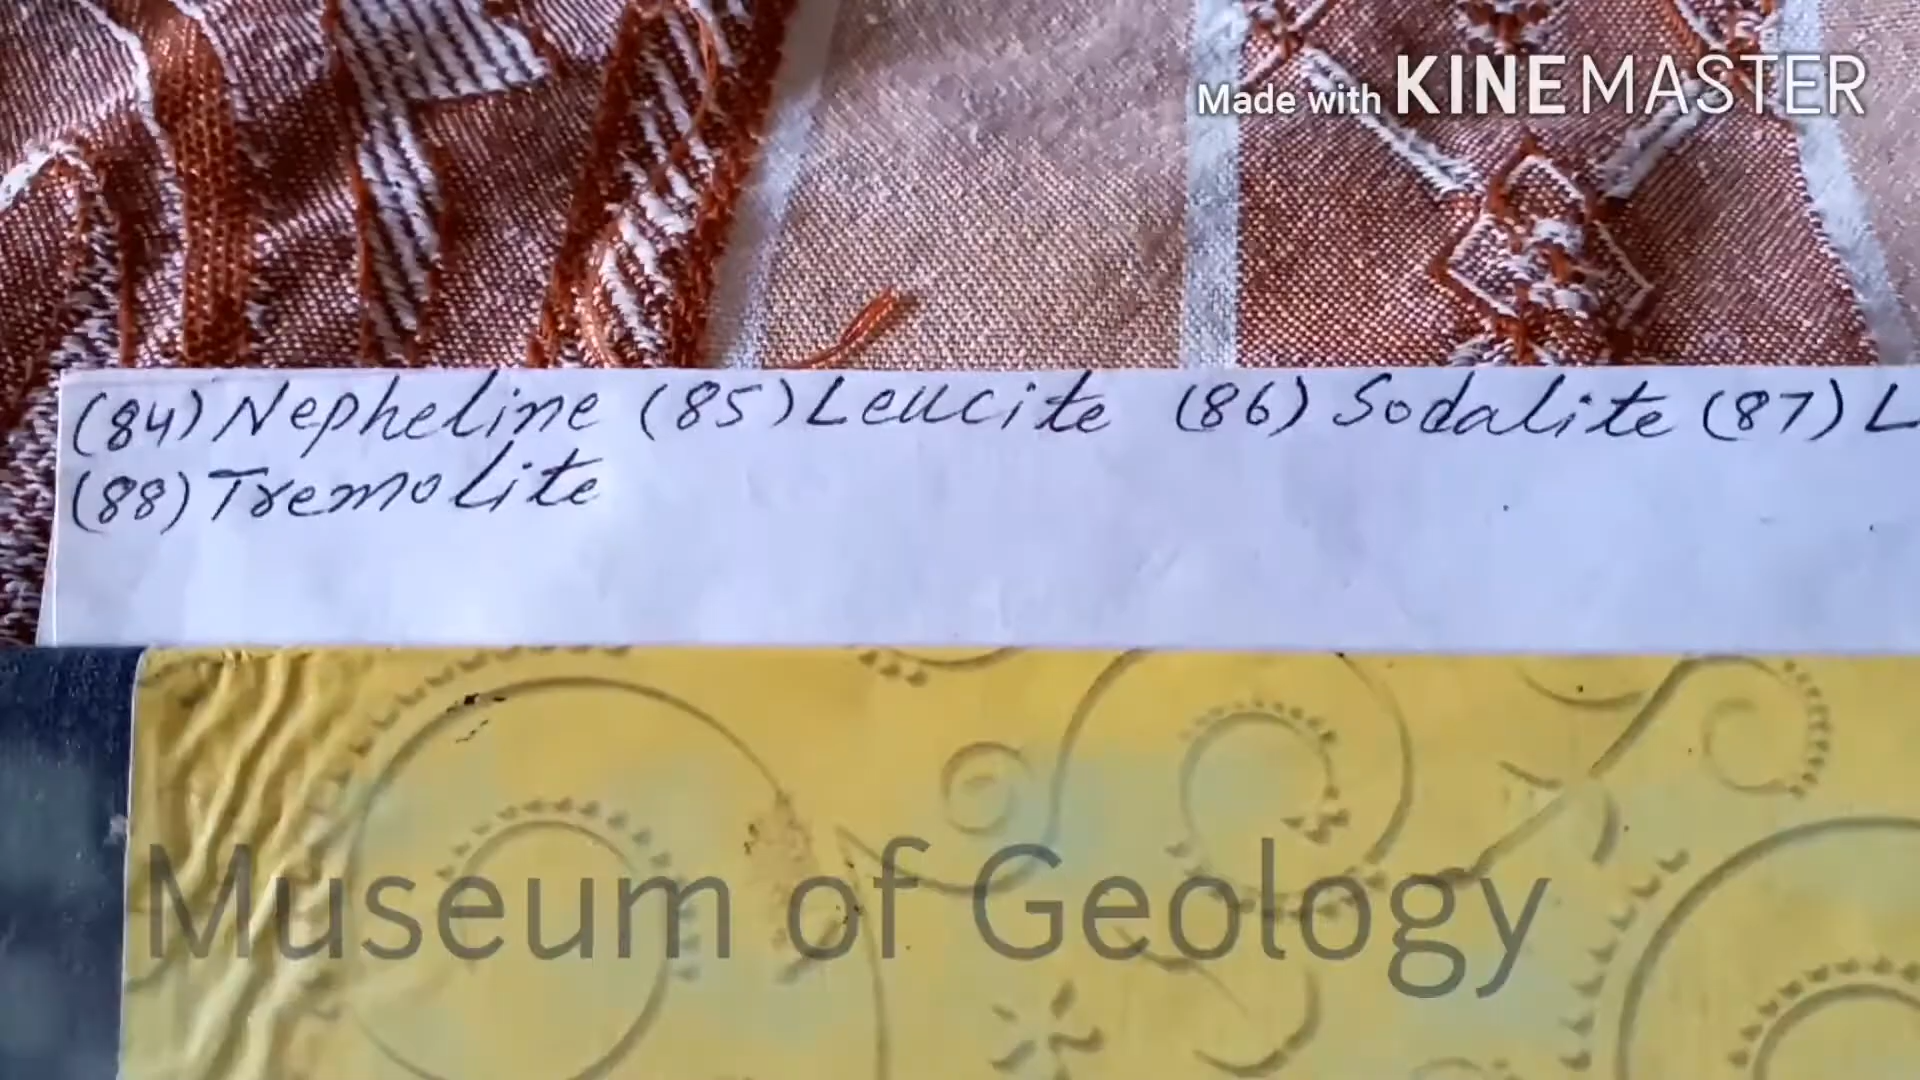 Made with KINEMASTER
(84) Nepheline (85) Leucite (86) Sodalite (87) L
(88) Tremolite
Museum of Geology